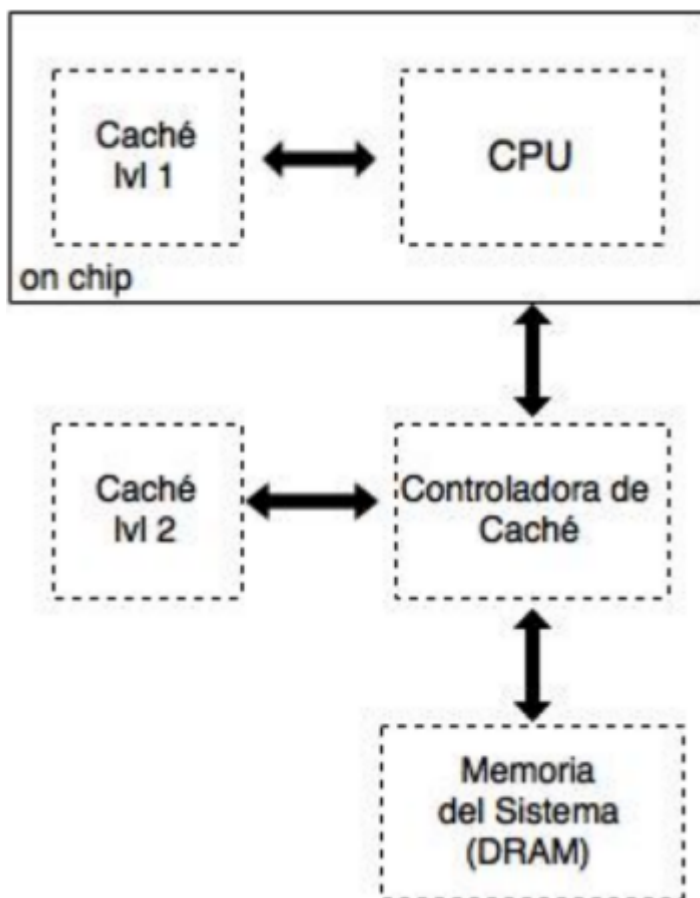 Caché
lvl 1
CPU
on chip
Caché
lvl 2
Controladora de
Caché
Memoria
del Sistema
(DRAM)